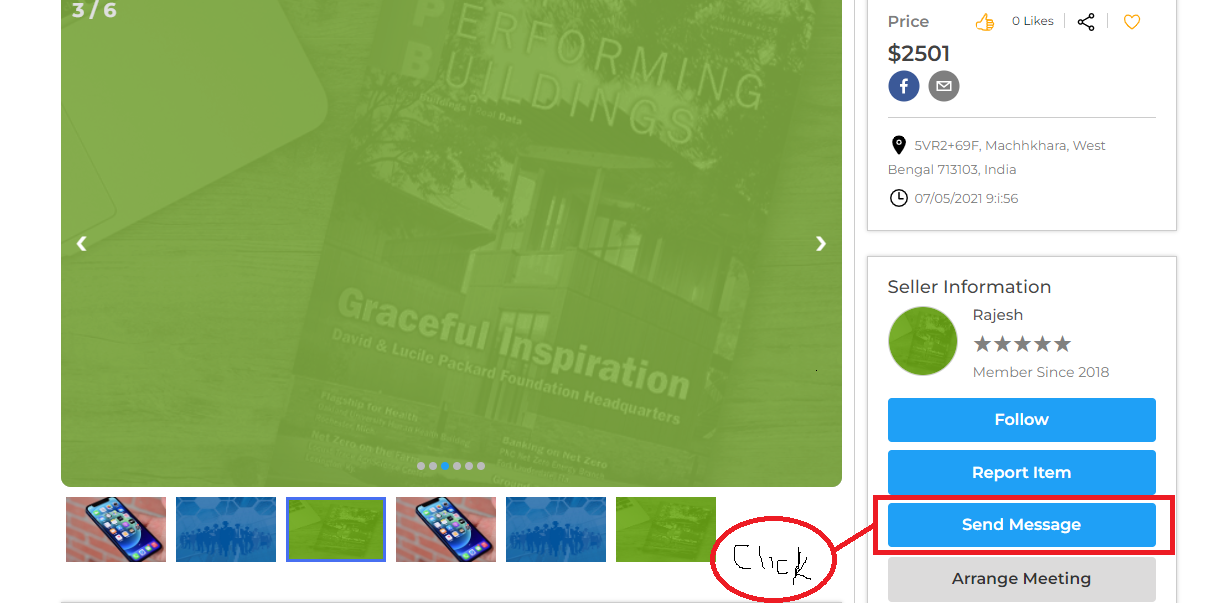 3 / 6
PERFORMING
BUILDINGS
Real Data
Graceful Inspiration
David & Lucile Packard Foundation Headquarters
Flagship for Health
Net Zero on the
Banking on Net Zero
Price
0 Likes
$2501
5VR2+69F, Machhkhara, West
Bengal 713103, India
07/05/2021 9:i:56
Seller Information
Rajesh
Member Since 2018
Follow
Report Item
Send Message
Arrange Meeting
Click